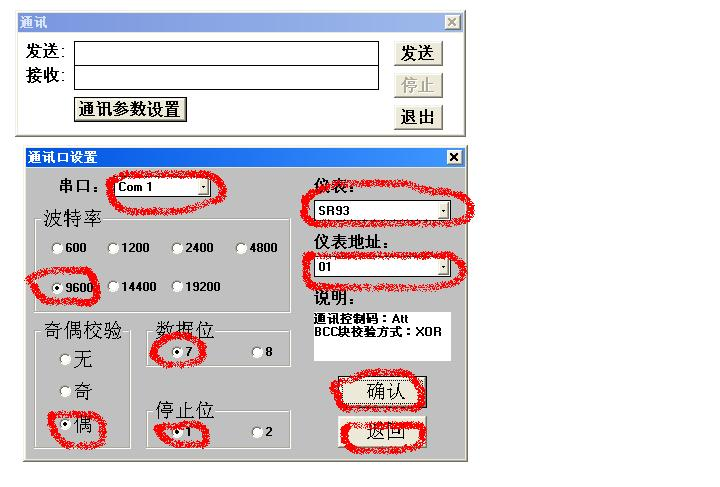 通讯
发送:
发送
接收:
停止
通讯参数设置
退出
通讯口设置
串口: Com 1
仪表:
SR93
波特率
600 1200 2400 4800
9600 14400 19200
仪表地址:
01
说明:
通讯控制码:Att
BCC块校验方式:XOR
奇偶校验
无
奇
偶
数据位
7 8
停止位
1 2
确认
返回